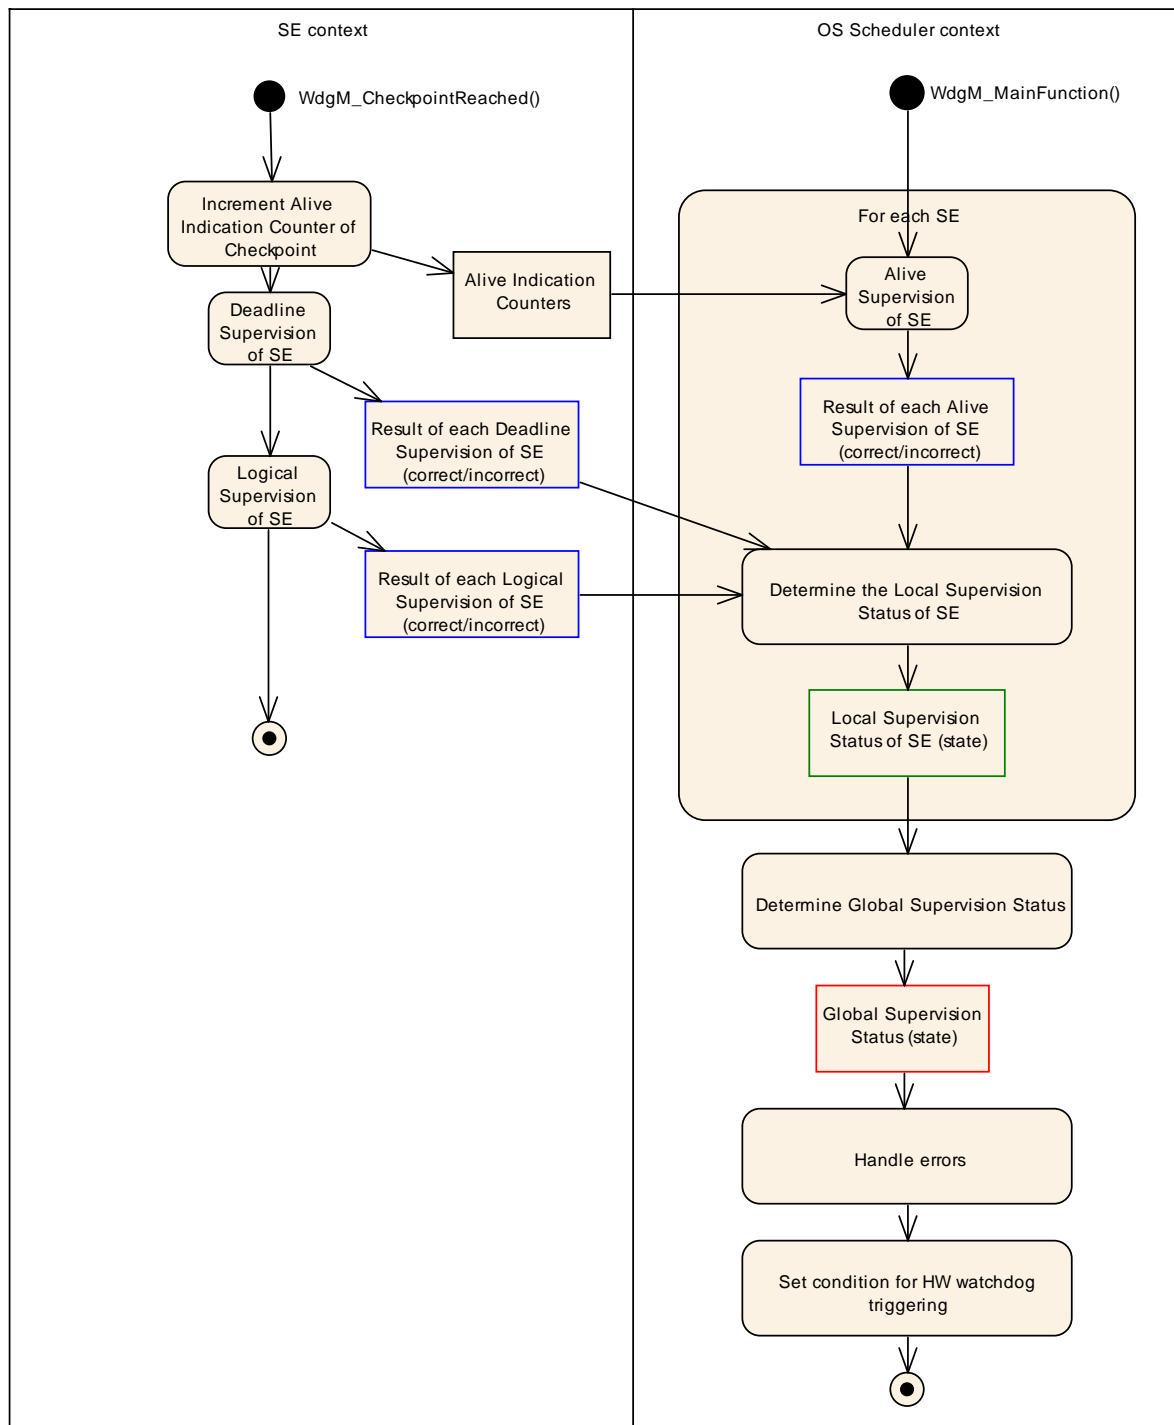 SE context
OS Scheduler context
WdgM_CheckpointReached()
WdgM_MainFunction()
Increment Alive
Indication Counter of
Checkpoint
For each SE
Alive Indication
Counters
Alive
Supervision
of SE
Deadline
Supervision
of SE
Result of each Deadline
Supervision of SE
(correct/incorrect)
Result of each Alive
Supervision of SE
(correct/incorrect)
Logical
Supervision
of SE
Result of each Logical
Supervision of SE
(correct/incorrect)
Determine the Local Supervision
Status of SE
Local Supervision
Status of SE (state)
Determine Global Supervision Status
Global Supervision
Status (state)
Handle errors
Set condition for HW watchdog
triggering